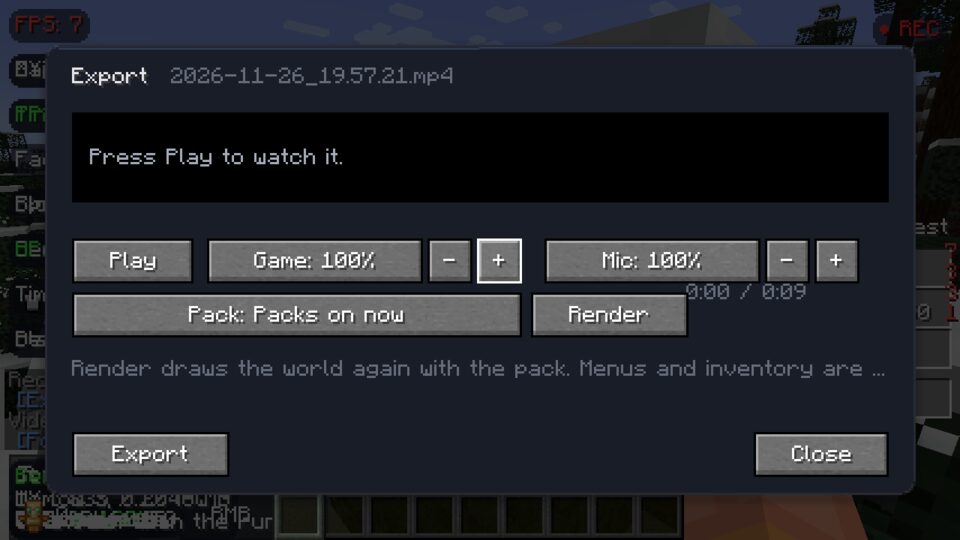 FPS: 7
REC
Export 2026-11-26_19.57.21.mp4
Press Play to watch it.
Play
Game: 100%
-
+
Mic: 100%
-
+
0:00 / 0:09
Pack: Packs on now
Render
Render draws the world again with the pack. Menus and inventory are ...
Export
Close
RMB